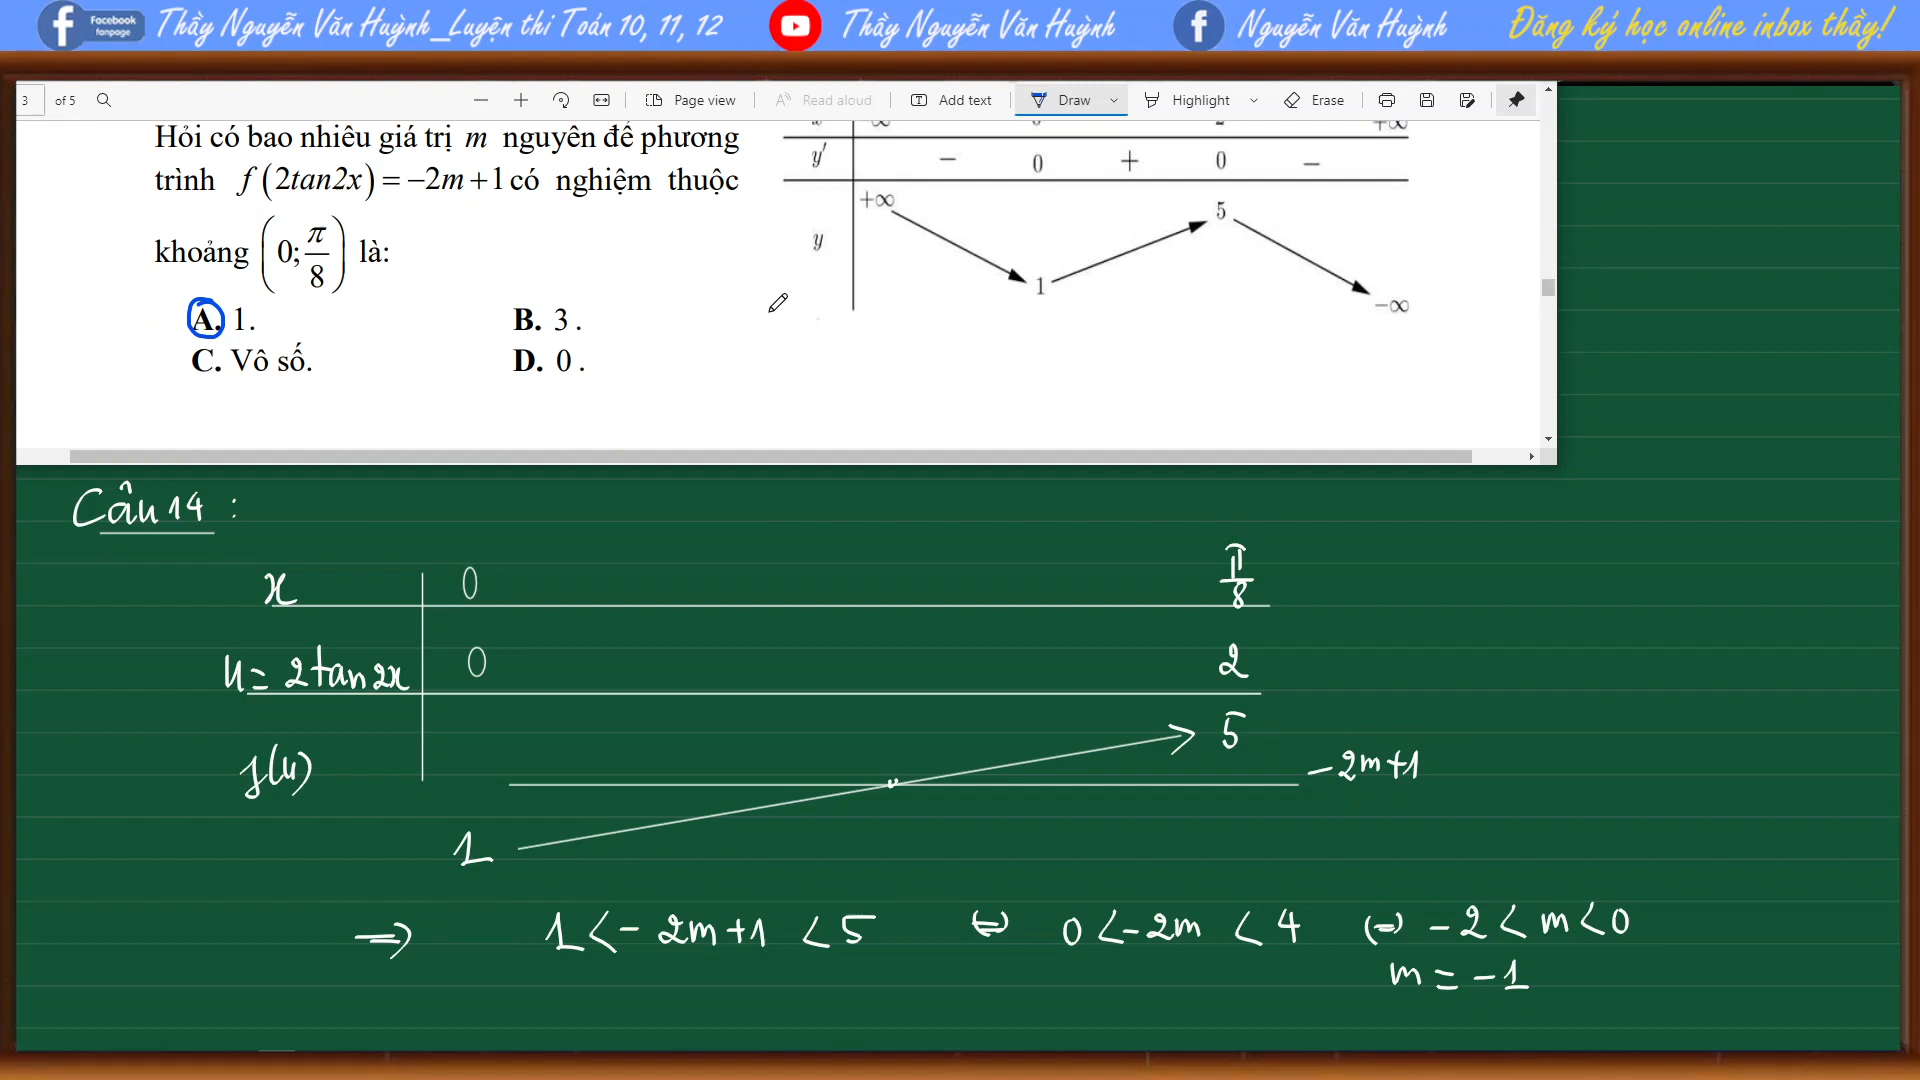 Facebook fanpage Thầy Nguyễn Văn Huỳnh_Luyện thi Toán 10, 11, 12 Thầy Nguyễn Văn Huỳnh f Nguyễn Văn Huỳnh Đăng ký học online inbox thầy!
3 of 5 Page view Read aloud Add text Draw Highlight Erase
Hỏi có bao nhiêu giá trị m nguyên để phương
trình f(2tan2x) = −2m+1 có nghiệm thuộc
khoảng (0; π/8) là:
A. 1. B. 3 .
C. Vô số. D. 0 .
y' − 0 + 0 −
y +∞ 1 5 −∞
Câu 14 :
x 0 π/8
u = 2tan2x 0 2
f(u) 1 5 −2m+1
⇒ 1 < −2m+1 < 5 ⇔ 0 < −2m < 4 ⇔ −2 < m < 0
m = −1